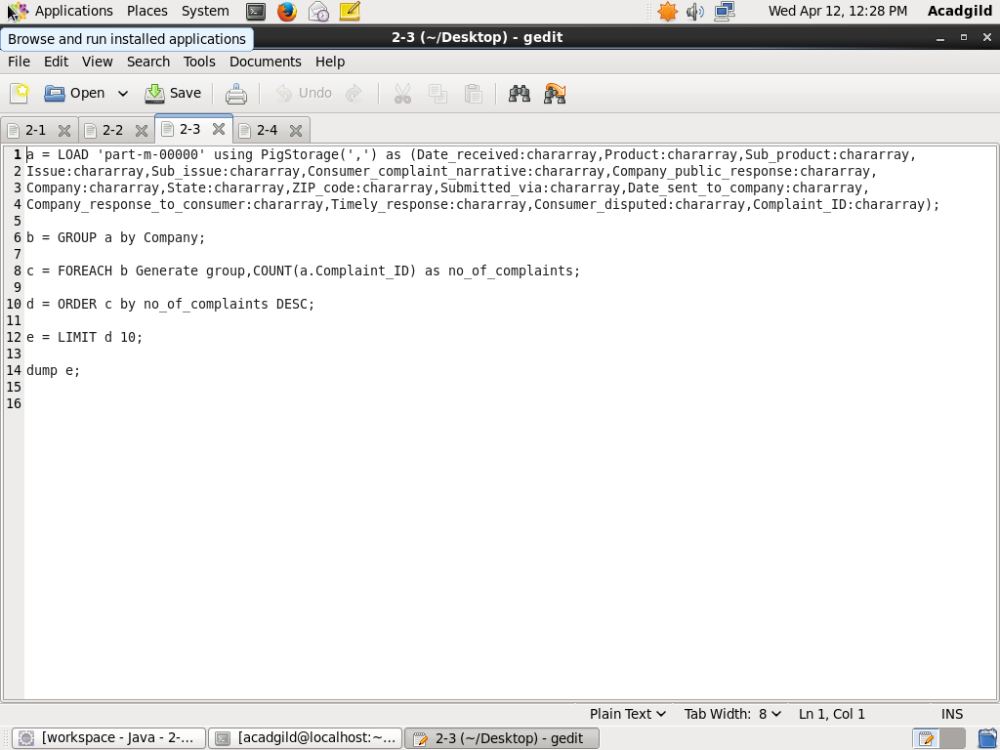 Applications Places System Wed Apr 12, 12:28 PM Acadgild
Browse and run installed applications 2-3 (~/Desktop) - gedit
File Edit View Search Tools Documents Help
Open Save Undo
2-1 2-2 2-3 2-4
1 a = LOAD 'part-m-00000' using PigStorage(',') as (Date_received:chararray,Product:chararray,Sub_product:chararray,
2 Issue:chararray,Sub_issue:chararray,Consumer_complaint_narrative:chararray,Company_public_response:chararray,
3 Company:chararray,State:chararray,ZIP_code:chararray,Submitted_via:chararray,Date_sent_to_company:chararray,
4 Company_response_to_consumer:chararray,Timely_response:chararray,Consumer_disputed:chararray,Complaint_ID:chararray);
5
6 b = GROUP a by Company;
7
8 c = FOREACH b Generate group,COUNT(a.Complaint_ID) as no_of_complaints;
9
10 d = ORDER c by no_of_complaints DESC;
11
12 e = LIMIT d 10;
13
14 dump e;
15
16
Plain Text Tab Width: 8 Ln 1, Col 1 INS
[workspace - Java - 2-... [acadgild@localhost:~... 2-3 (~/Desktop) - gedit